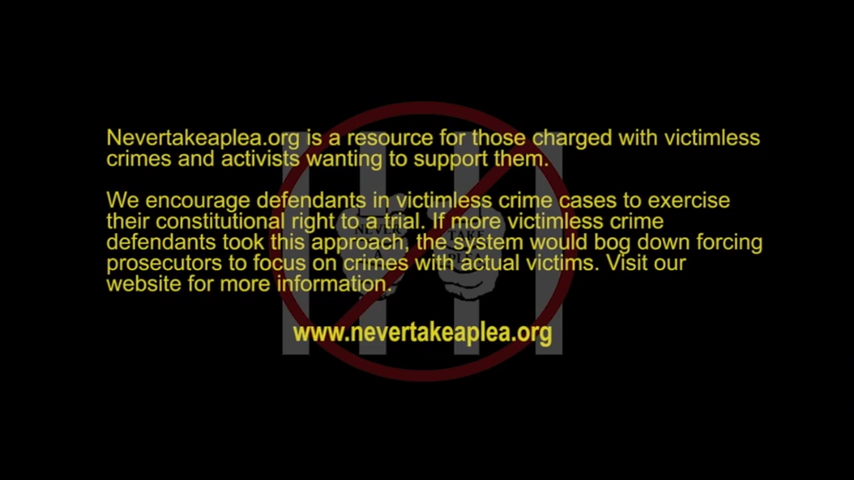 Nevertakeaplea.org is a resource for those charged with victimless
crimes and activists wanting to support them.
We encourage defendants in victimless crime cases to exercise
their constitutional right to a trial. If more victimless crime
defendants took this approach, the system would bog down forcing
prosecutors to focus on crimes with actual victims. Visit our
website for more information.
NEVER TAKE
A PLEA
www.nevertakeaplea.org